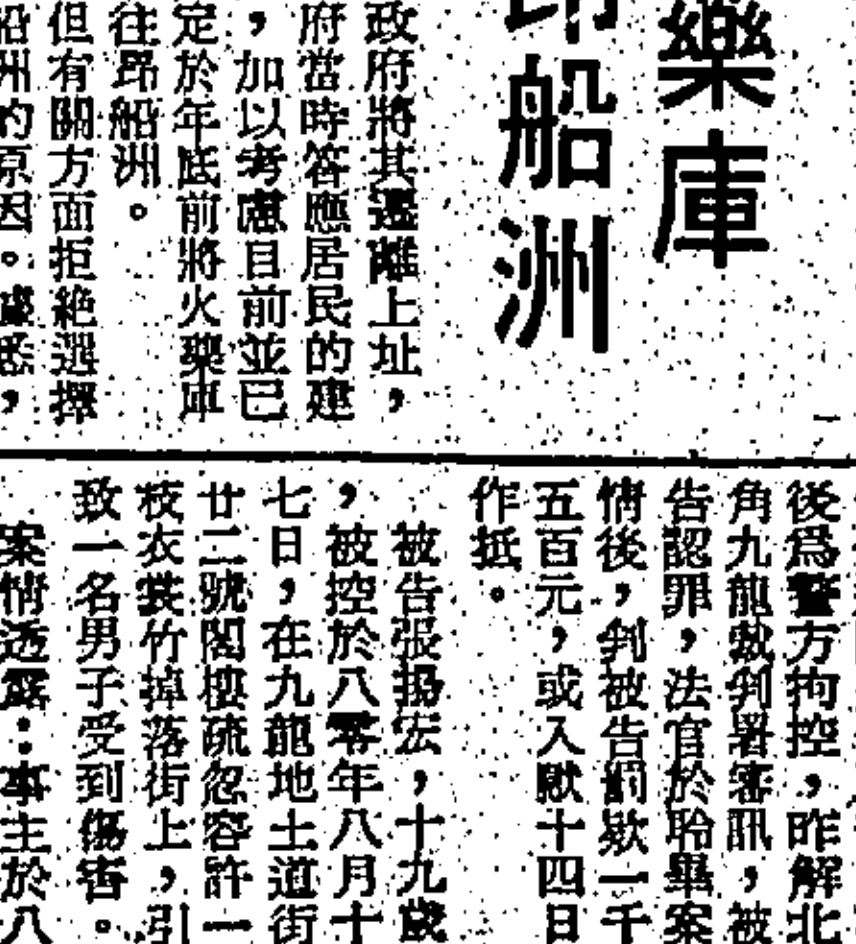 藥庫
昂船洲
政府將其遷離上址，
府當時答應居民的建
，加以考慮目前並已
定於年底前將火藥庫
往昂船洲。
但有關方面拒絕選擇
船洲的原因。據悉，
後爲警方拘控，昨解北
角九龍裁判署審訊，被
告認罪，法官於聆畢案
情後，判被告罰欵一千
五百元，或入獄十四日
作抵。
被告張揚宏，十九歲
，被控於八零年八月十
七日，在九龍地士道街
廿二號閣樓疏忽容許一
枝衣裳竹掉落街上，引
致一名男子受到傷害。
案情透露：事主於八